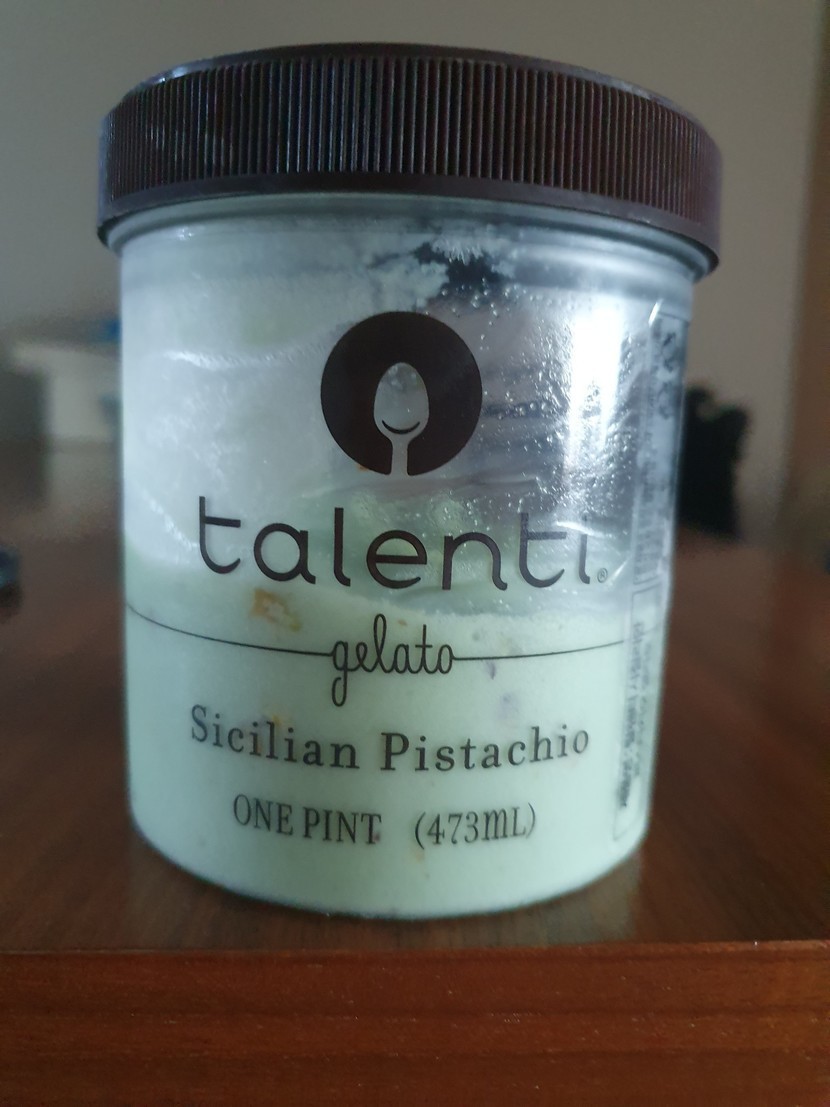 talenti®
gelato
Sicilian Pistachio
ONE PINT (473mL)